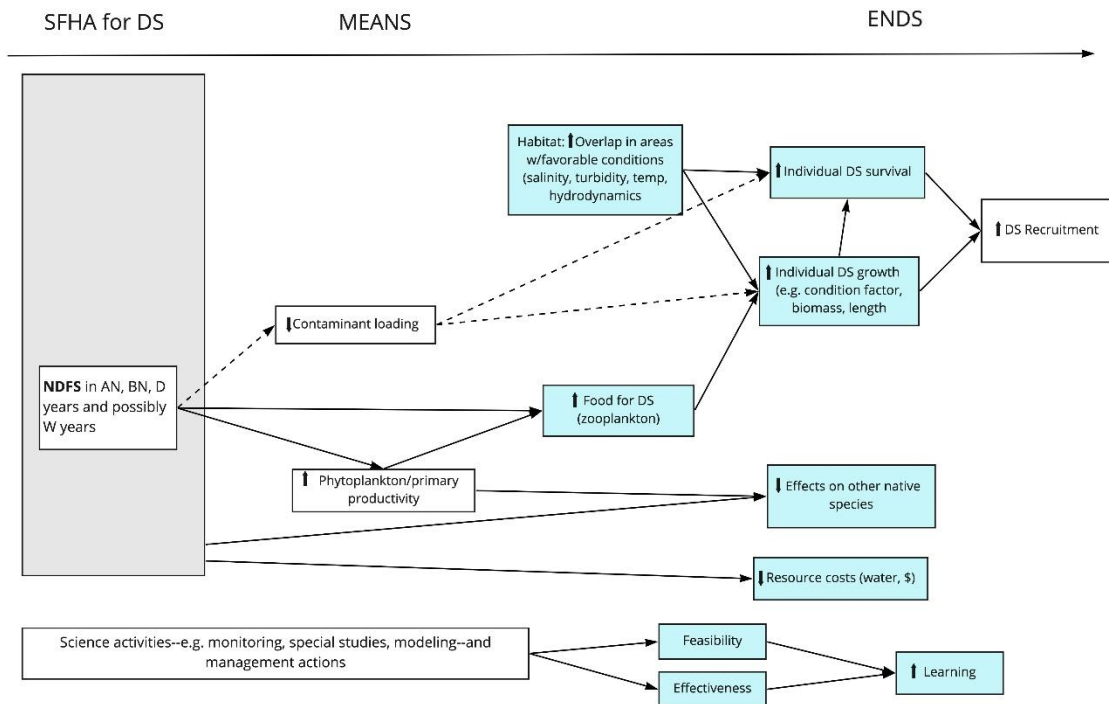 SFHA for DS
MEANS
ENDS
Habitat: ⬆ Overlap in areas
w/favorable conditions
(salinity, turbidity, temp,
hydrodynamics
⬆ Individual DS survival
⬆ DS Recruitment
⬆ Individual DS growth
(e.g. condition factor,
biomass, length
⬇ Contaminant loading
NDFS in AN, BN, D
years and possibly
W years
⬆ Food for DS
(zooplankton)
⬆ Phytoplankton/primary
productivity
⬇ Effects on other native
species
⬇ Resource costs (water, $)
Science activities--e.g. monitoring, special studies, modeling--and
management actions
Feasibility
Effectiveness
⬆ Learning